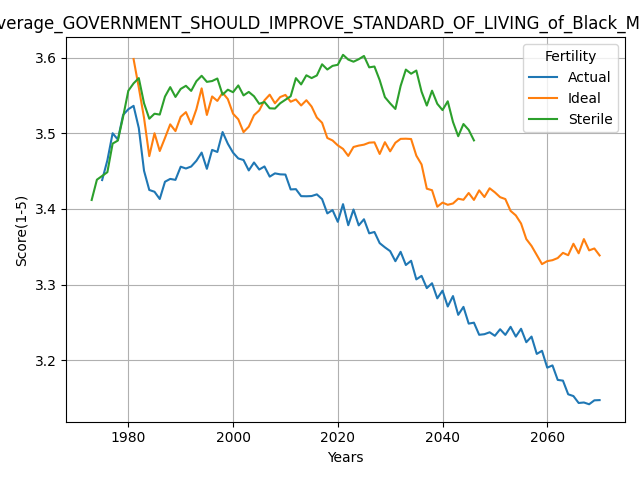 verage_GOVERNMENT_SHOULD_IMPROVE_STANDARD_OF_LIVING_of_Black_M
Fertility
Actual
Ideal
Sterile
Score(1-5)
3.6
3.5
3.4
3.3
3.2
1980 2000 2020 2040 2060
Years